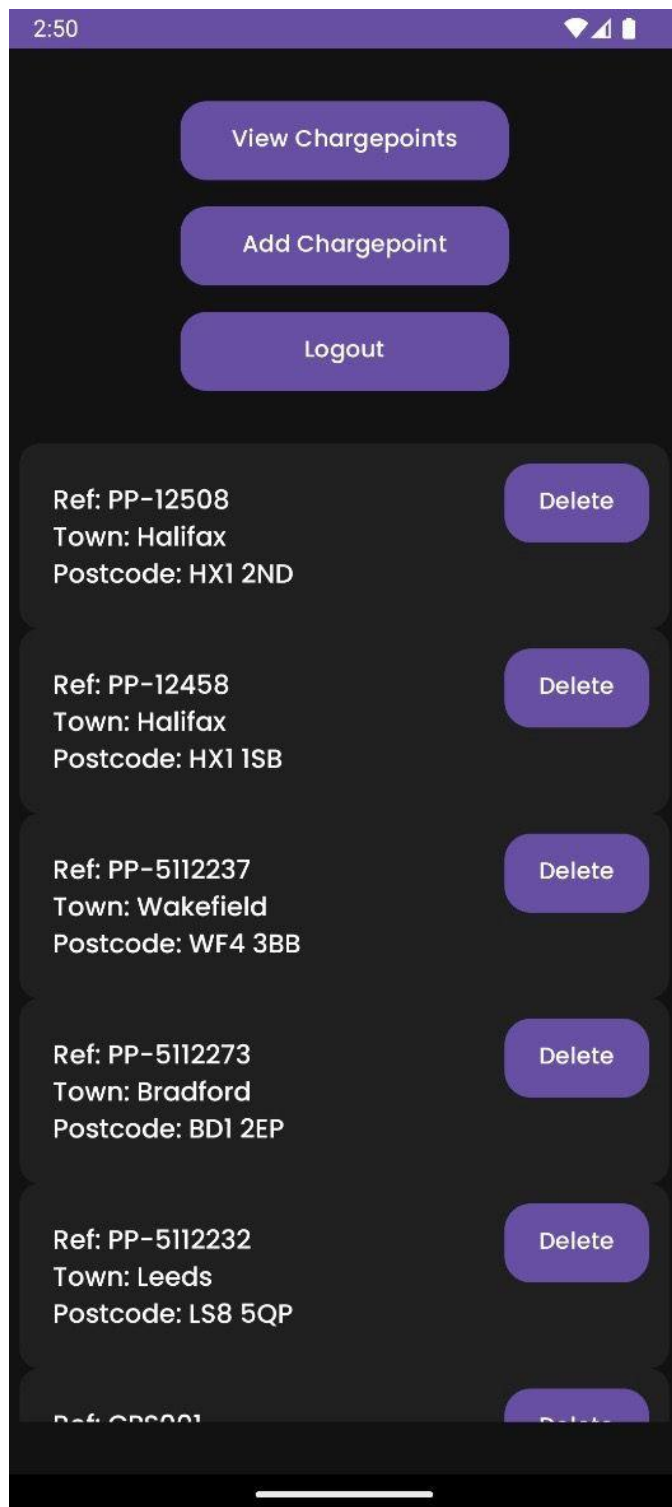 2:50
View Chargepoints
Add Chargepoint
Logout
Ref: PP-12508
Delete
Town: Halifax
Postcode: HX1 2ND
Ref: PP-12458
Delete
Town: Halifax
Postcode: HX1 1SB
Ref: PP-5112237
Delete
Town: Wakefield
Postcode: WF4 3BB
Ref: PP-5112273
Delete
Town: Bradford
Postcode: BD1 2EP
Ref: PP-5112232
Delete
Town: Leeds
Postcode: LS8 5QP
Ref:
Delete